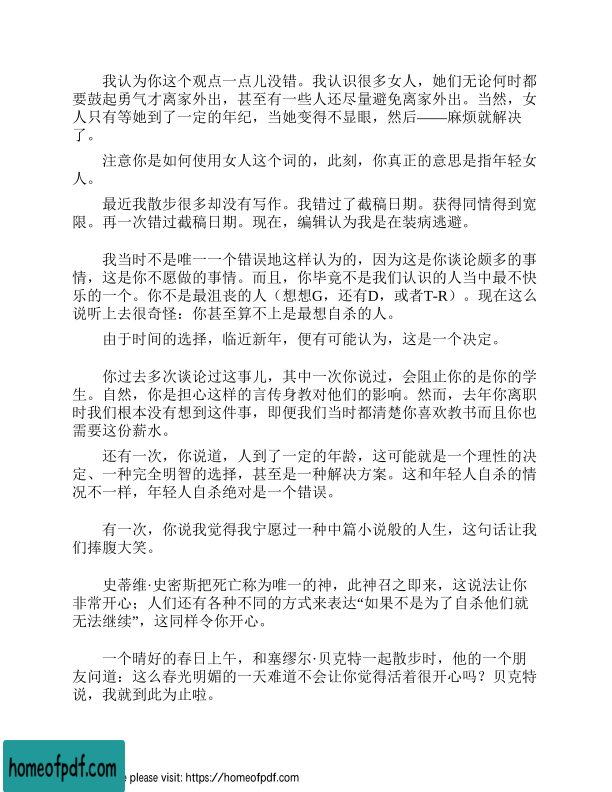 我认为你这个观点一点儿没错。我认识很多女人，她们无论何时都
要鼓起勇气才离家外出，甚至有一些人还尽量避免离家外出。当然，女
人只有等她到了一定的年纪，当她变得不显眼，然后——麻烦就解决
了。
注意你是如何使用女人这个词的，此刻，你真正的意思是指年轻女
人。
最近我散步很多却没有写作。我错过了截稿日期。获得同情得到宽
限。再一次错过截稿日期。现在，编辑认为我是在装病逃避。
我当时不是唯一一个错误地这样认为的，因为这是你谈论颇多的事
情，这是你不愿做的事情。而且，你毕竟不是我们认识的人当中最不快
乐的一个。你不是最沮丧的人（想想G，还有D，或者T-R）。现在这么
说听上去很奇怪：你甚至算不上是最想自杀的人。
由于时间的选择，临近新年，便有可能认为，这是一个决定。
你过去多次谈论过这事儿，其中一次你说过，会阻止你的是你的学
生。自然，你是担心这样的言传身教对他们的影响。然而，去年你离职
时我们根本没有想到这件事，即便我们当时都清楚你喜欢教书而且你也
需要这份薪水。
还有一次，你说道，人到了一定的年龄，这可能就是一个理性的决
定、一种完全明智的选择，甚至是一种解决方案。这和年轻人自杀的情
况不一样，年轻人自杀绝对是一个错误。
有一次，你说我觉得我宁愿过一种中篇小说般的人生，这句话让我
们捧腹大笑。
史蒂维·史密斯把死亡称为唯一的神，此神召之即来，这说法让你
非常开心；人们还有各种不同的方式来表达“如果不是为了自杀他们就
无法继续”，这同样令你开心。
一个晴好的春日上午，和塞缪尔·贝克特一起散步时，他的一个朋
友问道：这么春光明媚的一天难道不会让你觉得活着很开心吗？贝克特
说，我就到此为止啦。
homeofpdf.com
e please visit: https://homeofpdf.com